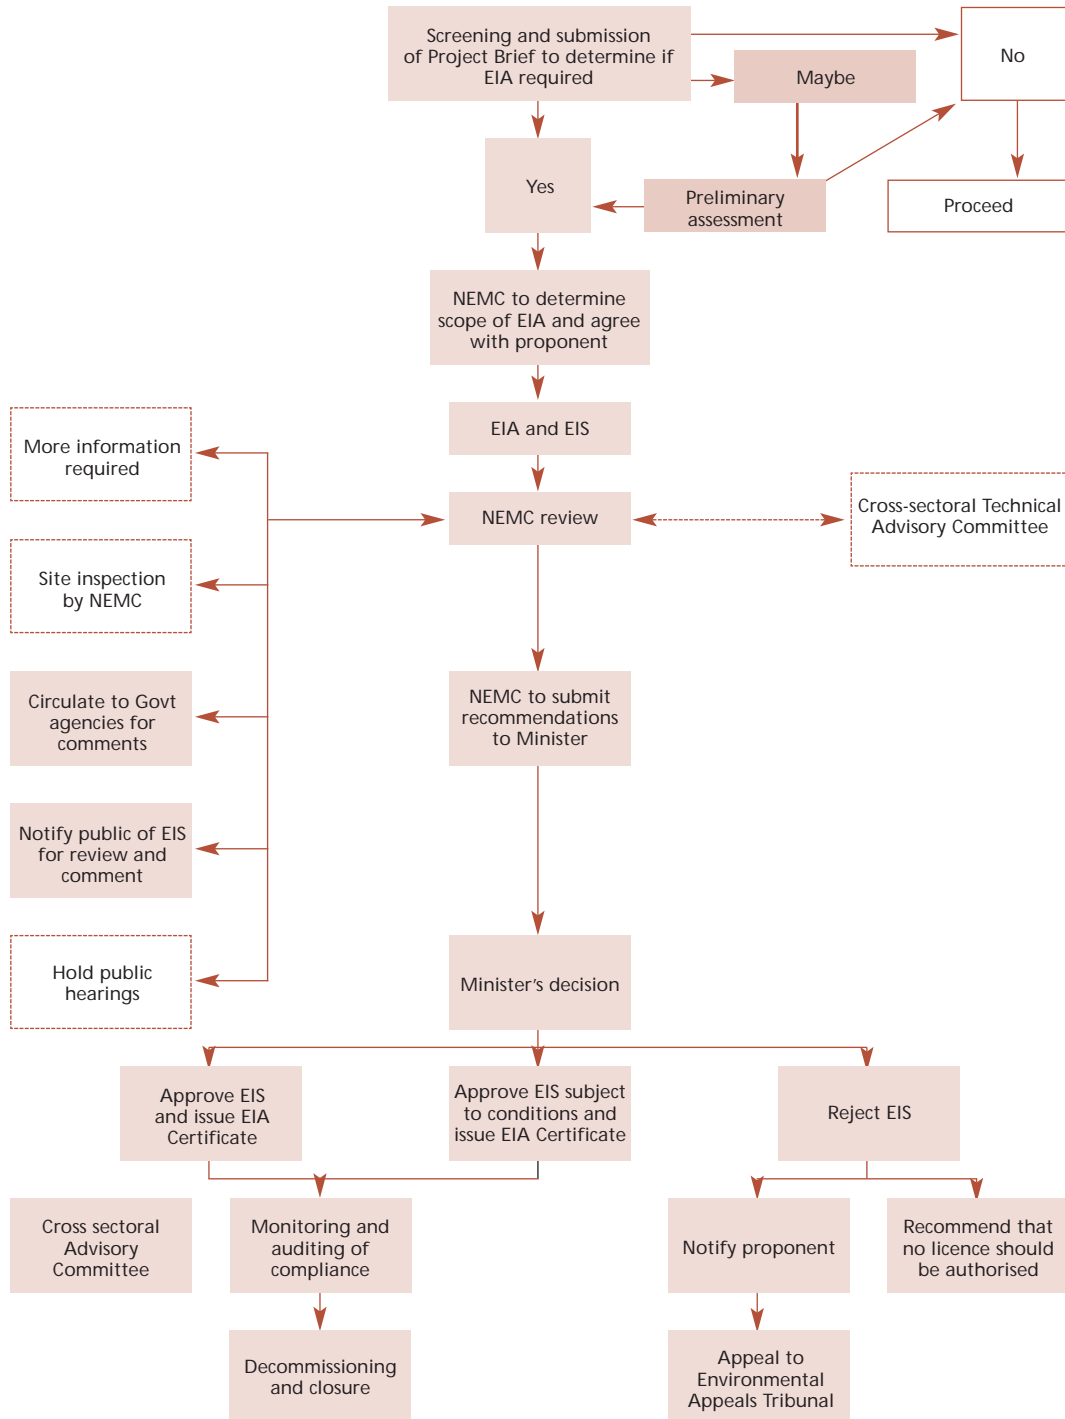 Screening and submission
of Project Brief to determine if
EIA required
No
Maybe
Yes
Preliminary
assessment
Proceed
NEMC to determine
scope of EIA and agree
with proponent
EIA and EIS
More information
required
NEMC review
Cross-sectoral Technical
Advisory Committee
Site inspection
by NEMC
Circulate to Govt
agencies for
comments
NEMC to submit
recommendations
to Minister
Notify public of EIS
for review and
comment
Hold public
hearings
Minister's decision
Approve EIS
and issue EIA
Certificate
Approve EIS subject
to conditions and
issue EIA Certificate
Reject EIS
Cross sectoral
Advisory
Committee
Monitoring and
auditing of
compliance
Notify proponent
Recommend that
no licence should
be authorised
Decommissioning
and closure
Appeal to
Environmental
Appeals Tribunal